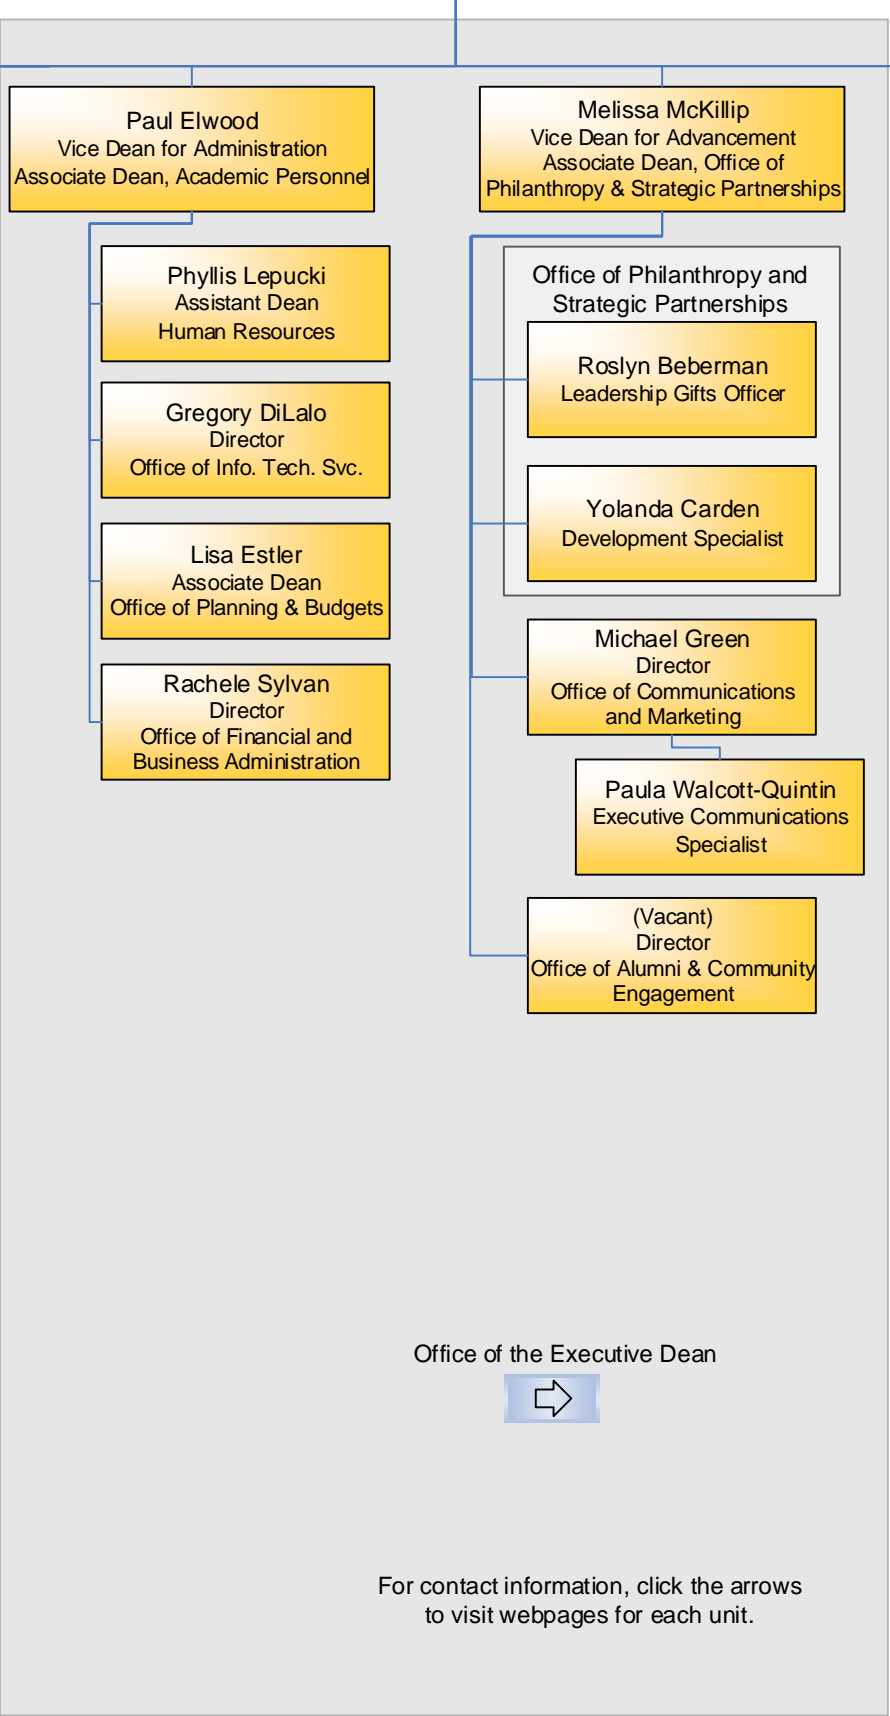 Paul Elwood
Vice Dean for Administration
Associate Dean, Academic Personnel
Phyllis Lepucki
Assistant Dean
Human Resources
Gregory DiLalo
Director
Office of Info. Tech. Svc.
Lisa Estler
Associate Dean
Office of Planning & Budgets
Rachele Sylvan
Director
Office of Financial and
Business Administration
Melissa McKillip
Vice Dean for Advancement
Associate Dean, Office of
Philanthropy & Strategic Partnerships
Office of Philanthropy and
Strategic Partnerships
Roslyn Beberman
Leadership Gifts Officer
Yolanda Carden
Development Specialist
Michael Green
Director
Office of Communications
and Marketing
Paula Walcott-Quintin
Executive Communications
Specialist
(Vacant)
Director
Office of Alumni & Community
Engagement
Office of the Executive Dean
For contact information, click the arrows
to visit webpages for each unit.